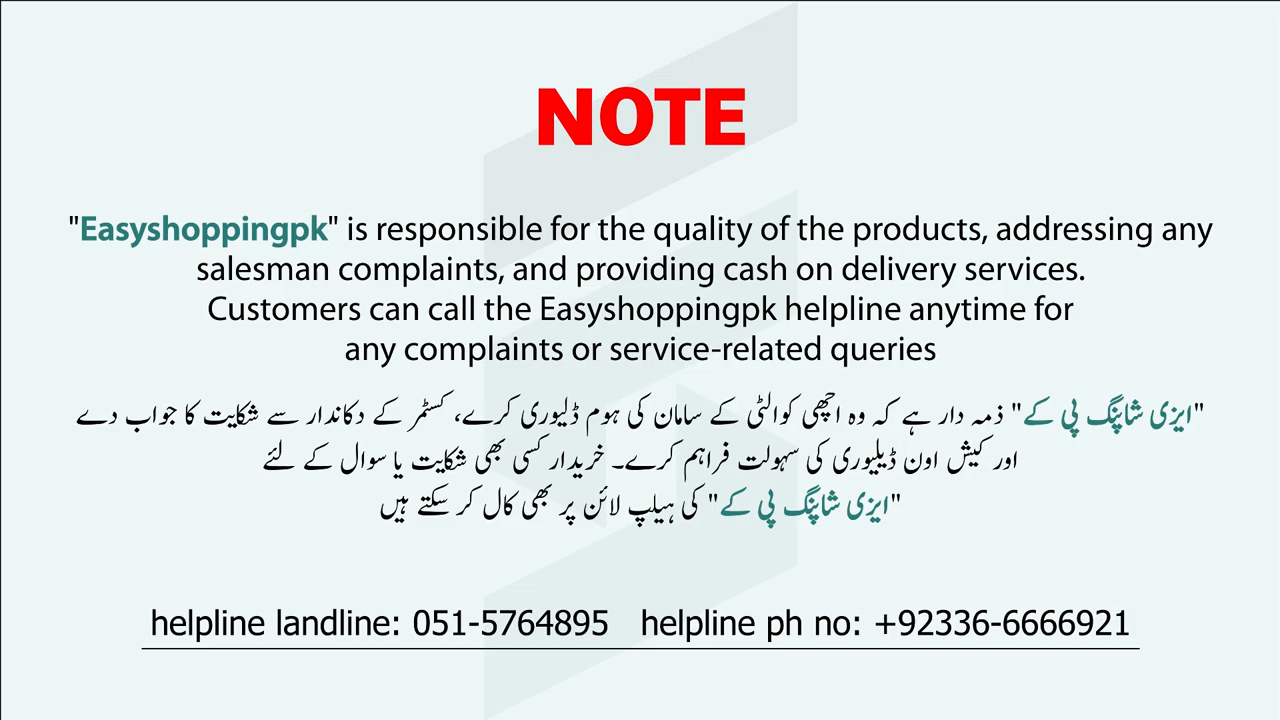 NOTE
"Easyshoppingpk" is responsible for the quality of the products, addressing any
salesman complaints, and providing cash on delivery services.
Customers can call the Easyshoppingpk helpline anytime for
any complaints or service-related queries
"ایزی شاپنگ پی کے" ذمہ دار ہے کہ وہ اچھی کوالٹی کے سامان کی ہوم ڈلیوری کرے، کسٹمر کے دکاندار سے شکایت کا جواب دے
اور کیش اون ڈیلیوری کی سہولت فراہم کرے۔ خریدار کسی بھی شکایت یا سوال کے لئے
"ایزی شاپنگ پی کے" کی ہیلپ لائن پر بھی کال کر سکتے ہیں
helpline landline: 051-5764895 helpline ph no: +92336-6666921